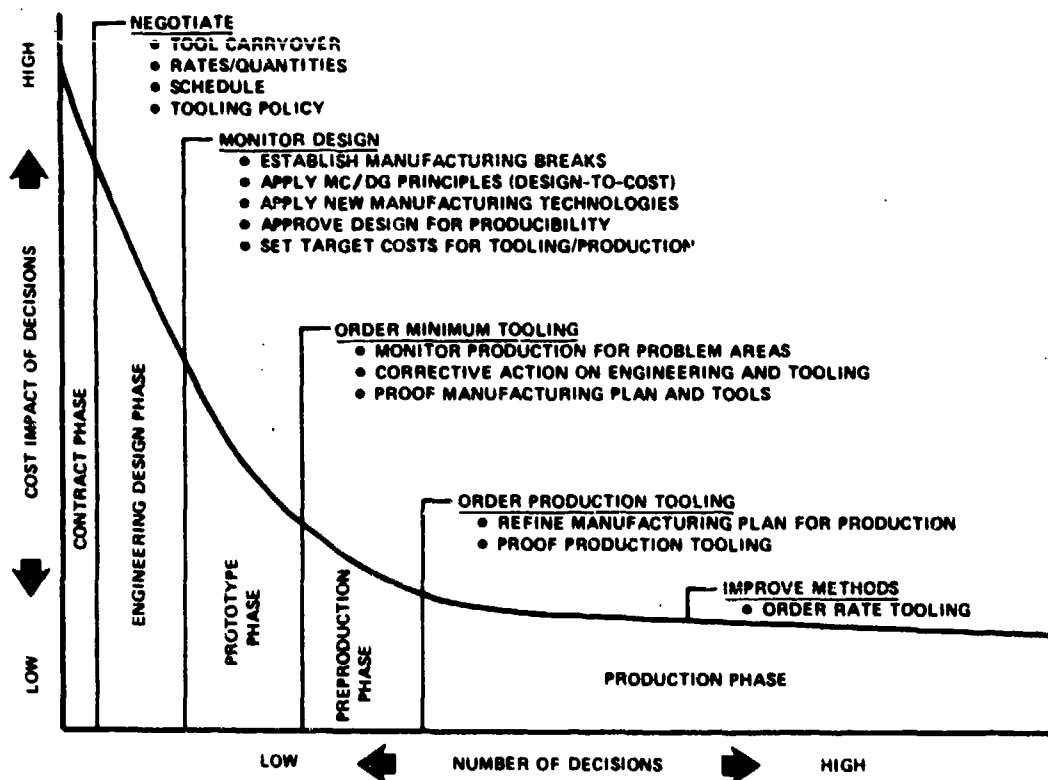 NEGOTIATE
● TOOL CARRYOVER
● RATES/QUANTITIES
● SCHEDULE
● TOOLING POLICY
MONITOR DESIGN
● ESTABLISH MANUFACTURING BREAKS
● APPLY MC/DG PRINCIPLES (DESIGN-TO-COST)
● APPLY NEW MANUFACTURING TECHNOLOGIES
● APPROVE DESIGN FOR PRODUCIBILITY
● SET TARGET COSTS FOR TOOLING/PRODUCTION
ORDER MINIMUM TOOLING
● MONITOR PRODUCTION FOR PROBLEM AREAS
● CORRECTIVE ACTION ON ENGINEERING AND TOOLING
● PROOF MANUFACTURING PLAN AND TOOLS
ORDER PRODUCTION TOOLING
● REFINE MANUFACTURING PLAN FOR PRODUCTION
● PROOF PRODUCTION TOOLING
IMPROVE METHODS
● ORDER RATE TOOLING
HIGH
COST IMPACT OF DECISIONS
LOW
CONTRACT PHASE
ENGINEERING DESIGN PHASE
PROTOTYPE
PHASE
PREPRODUCTION
PHASE
PRODUCTION PHASE
LOW
NUMBER OF DECISIONS
HIGH